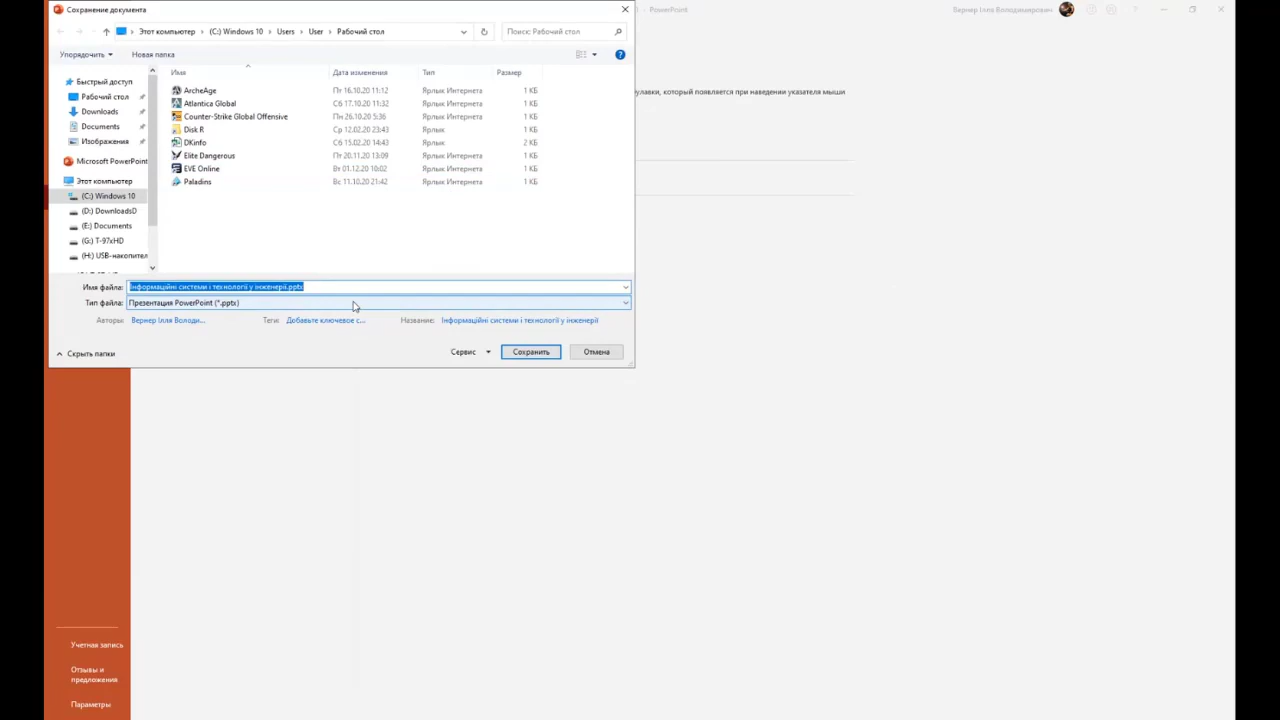 Сохранение документа
1 - PowerPoint
Вернер Ілля Володимирович
Этот компьютер > (C:) Windows 10 > Users > User > Рабочий стол
Поиск: Рабочий стол
Упорядочить
Новая папка
Имя
Дата изменения
Тип
Размер
Быстрый доступ
Рабочий стол
Downloads
Documents
Изображения
Microsoft PowerPoint
Этот компьютер
(C:) Windows 10
(D:) DownloadsD
(E:) Documents
(G:) T-97xHD
(H:) USB-накопител
ArcheAge Пт 16.10.20 11:12 Ярлык Интернета 1 КБ
Atlantica Global Сб 17.10.20 11:32 Ярлык Интернета 1 КБ
Counter-Strike Global Offensive Пн 26.10.20 5:36 Ярлык Интернета 1 КБ
Disk R Ср 12.02.20 23:43 Ярлык 1 КБ
DKinfo Сб 15.02.20 14:43 Ярлык 2 КБ
Elite Dangerous Пт 20.11.20 13:09 Ярлык Интернета 1 КБ
EVE Online Вт 01.12.20 10:02 Ярлык Интернета 1 КБ
Paladins Вс 11.10.20 21:42 Ярлык Интернета 1 КБ
булавки, который появляется при наведении указателя мыши
Имя файла: Інформаційні системи і технології у інженерії.pptx
Тип файла: Презентация PowerPoint (*.pptx)
Авторы: Вернер Ілля Володи...
Теги: Добавьте ключевое с...
Название: Інформаційні системи і технології у інженерії
Скрыть папки
Сервис
Сохранить
Отмена
Учетная запись
Отзывы и
предложения
Параметры